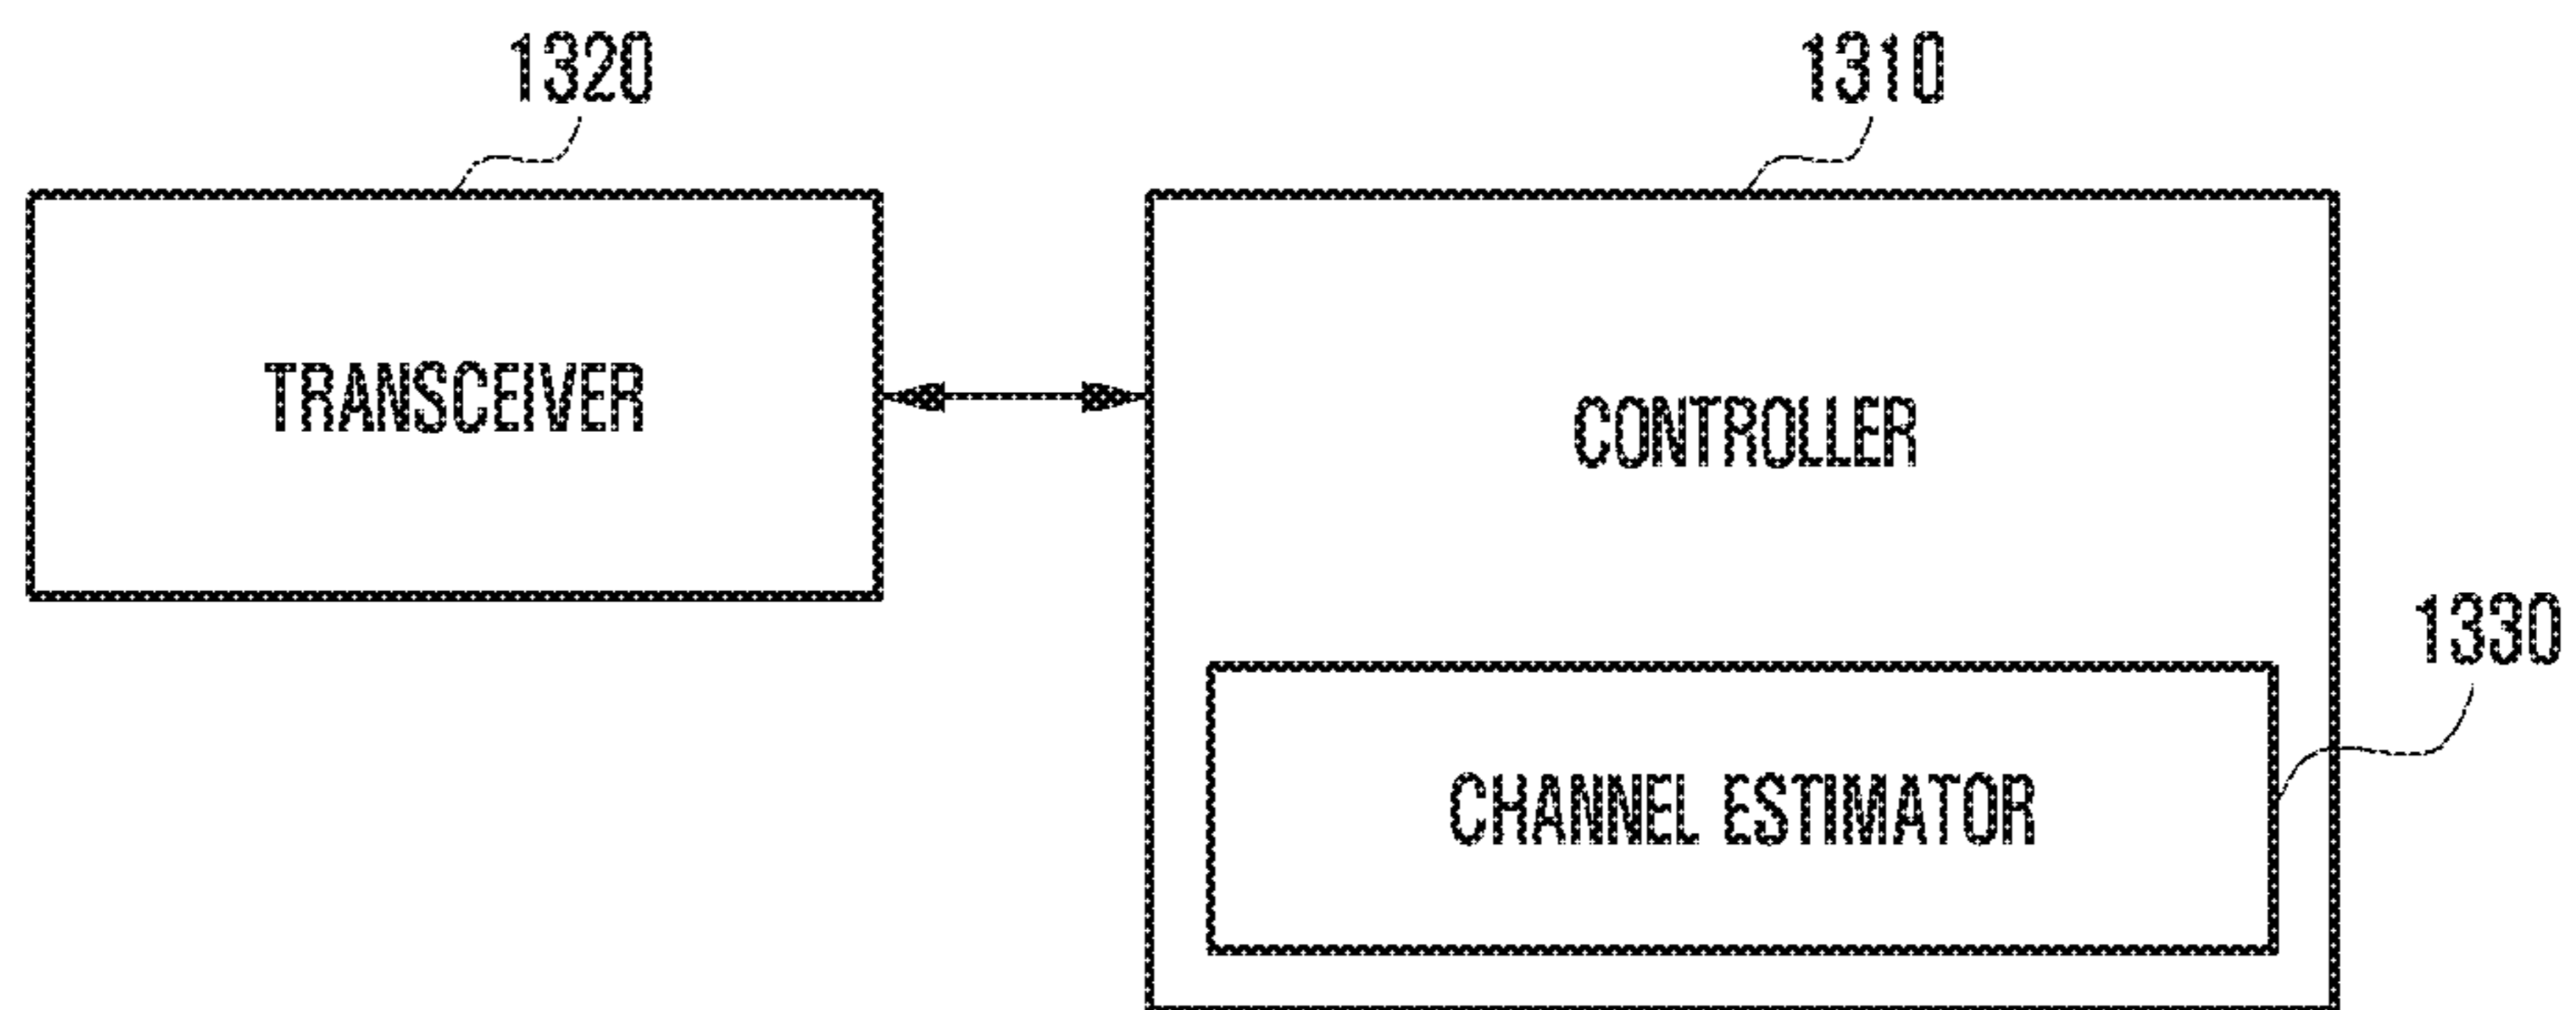 1320
1310
TRANSCEIVER
CONTROLLER
1330
CHANNEL ESTIMATOR